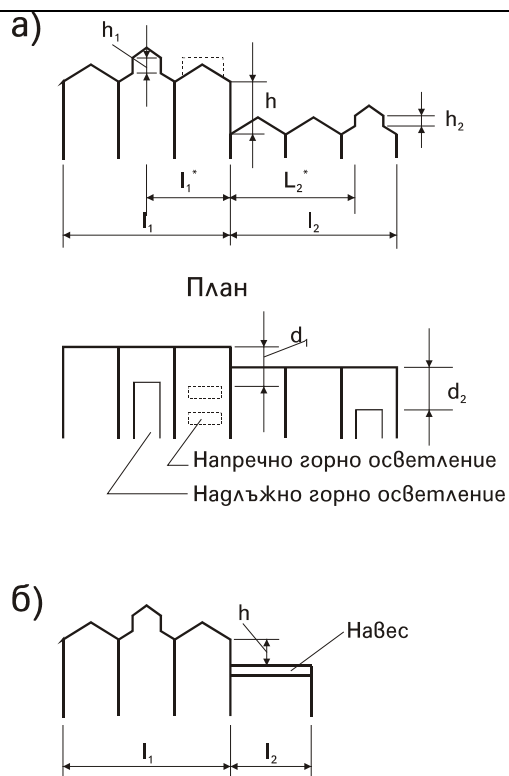 а)
h₁
h
h₂
l₁*
L₂*
l₁
l₂
План
d₁
d₂
Напречно горно осветление
Надлъжно горно осветление
б)
h
Навес
l₁
l₂